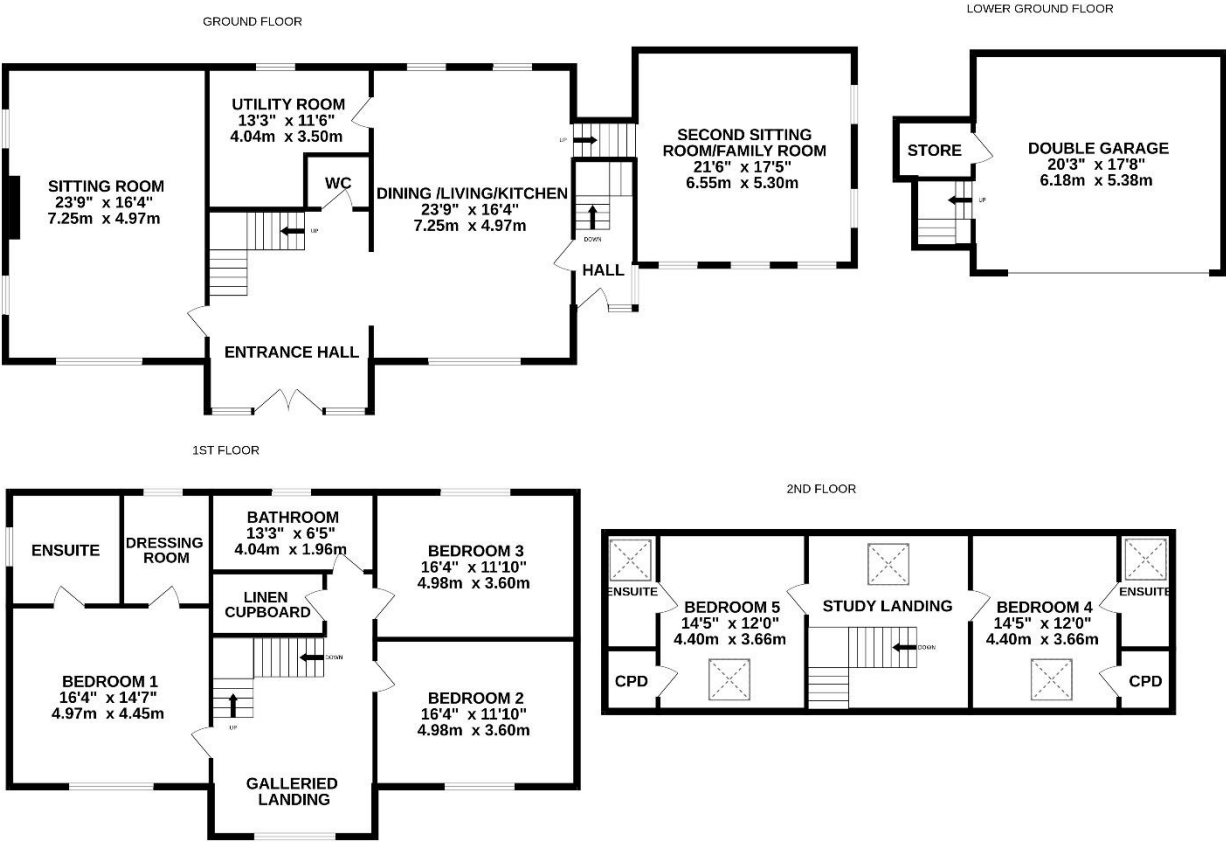 GROUND FLOOR
SITTING ROOM
23'9" x 16'4"
7.25m x 4.97m
UTILITY ROOM
13'3" x 11'6"
4.04m x 3.50m
WC
UP
DINING /LIVING/KITCHEN
23'9" x 16'4"
7.25m x 4.97m
ENTRANCE HALL
UP
DOWN
HALL
SECOND SITTING
ROOM/FAMILY ROOM
21'6" x 17'5"
6.55m x 5.30m
LOWER GROUND FLOOR
STORE
UP
DOUBLE GARAGE
20'3" x 17'8"
6.18m x 5.38m
1ST FLOOR
ENSUITE
DRESSING
ROOM
BATHROOM
13'3" x 6'5"
4.04m x 1.96m
LINEN
CUPBOARD
BEDROOM 3
16'4" x 11'10"
4.98m x 3.60m
BEDROOM 1
16'4" x 14'7"
4.97m x 4.45m
DOWN
UP
GALLERIED
LANDING
BEDROOM 2
16'4" x 11'10"
4.98m x 3.60m
2ND FLOOR
ENSUITE
BEDROOM 5
14'5" x 12'0"
4.40m x 3.66m
CPD
STUDY LANDING
DOWN
BEDROOM 4
14'5" x 12'0"
4.40m x 3.66m
ENSUITE
CPD